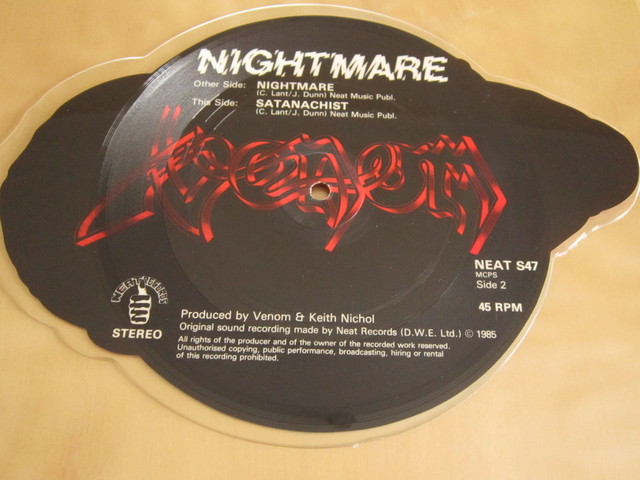 NIGHTMARE
Other Side: NIGHTMARE
(C. Lant/J. Dunn) Neat Music Publ.
This Side: SATANACHIST
(C. Lant/J. Dunn) Neat Music Publ.
VENOM
NEAT S47
MCPS
Side 2
45 RPM
NEAT RECORDS
STEREO
Produced by Venom & Keith Nichol
Original sound recording made by Neat Records (D.W.E. Ltd.) © 1985
All rights of the producer and of the owner of the recorded work reserved.
Unauthorised copying, public performance, broadcasting, hiring or rental
of this recording prohibited.